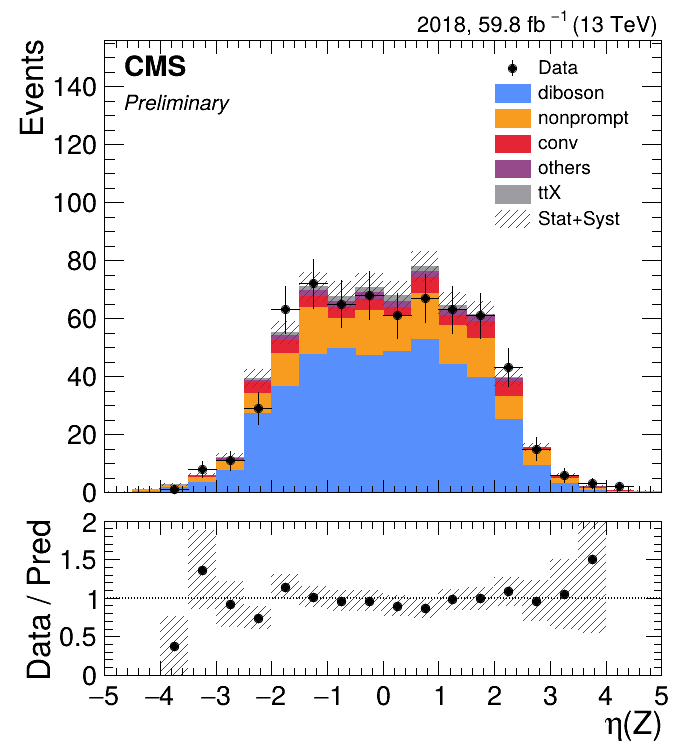 2018, 59.8 fb⁻¹ (13 TeV)
Events
CMS
Preliminary
Data
diboson
nonprompt
conv
others
ttX
Stat+Syst
140
120
100
80
60
40
20
0
Data / Pred
2
1.5
1
0.5
0
−5 −4 −3 −2 −1 0 1 2 3 4 5
η(Z)